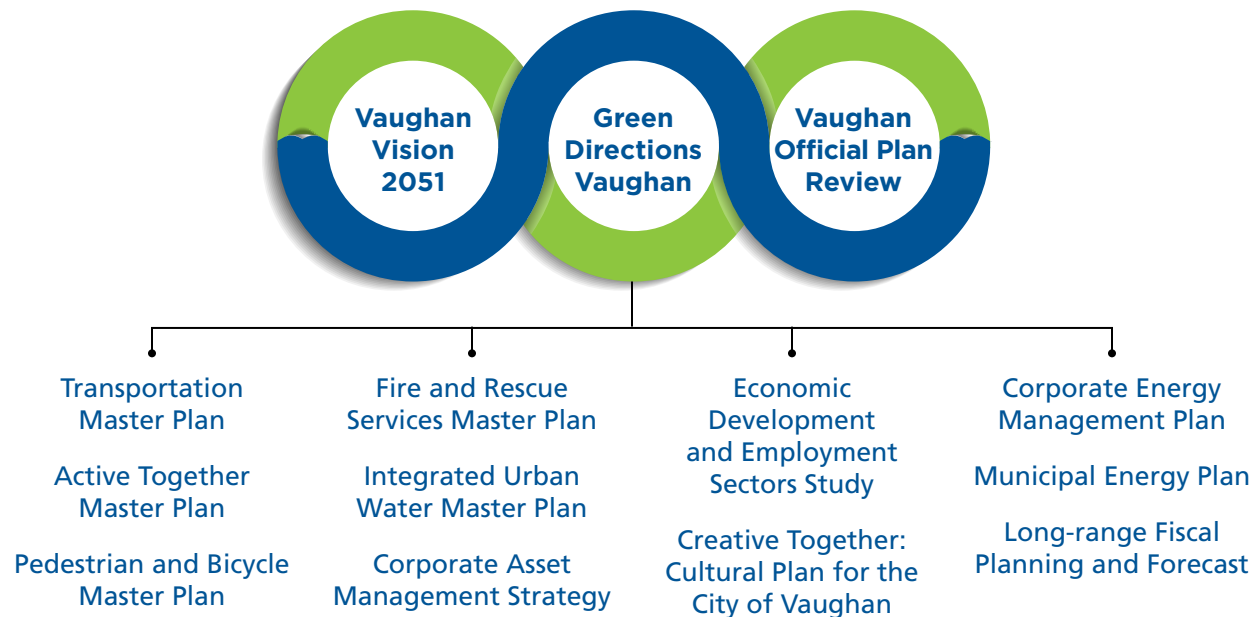 Vaughan
Vision
2051
Green
Directions
Vaughan
Vaughan
Official Plan
Review
Transportation
Master Plan
Active Together
Master Plan
Pedestrian and Bicycle
Master Plan
Fire and Rescue
Services Master Plan
Integrated Urban
Water Master Plan
Corporate Asset
Management Strategy
Economic
Development
and Employment
Sectors Study
Creative Together:
Cultural Plan for the
City of Vaughan
Corporate Energy
Management Plan
Municipal Energy Plan
Long-range Fiscal
Planning and Forecast